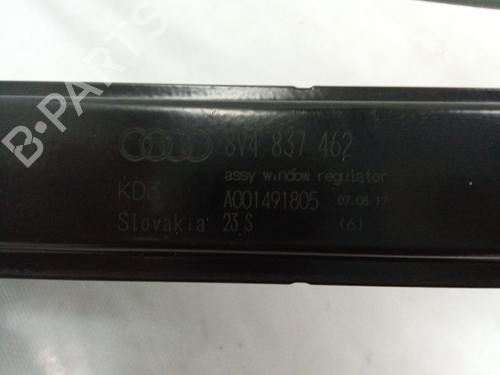 B-PARTS
8V4 837 462
assy window regulator
KD3 A001491805 07.08.17
Slovakia 23 S (6)